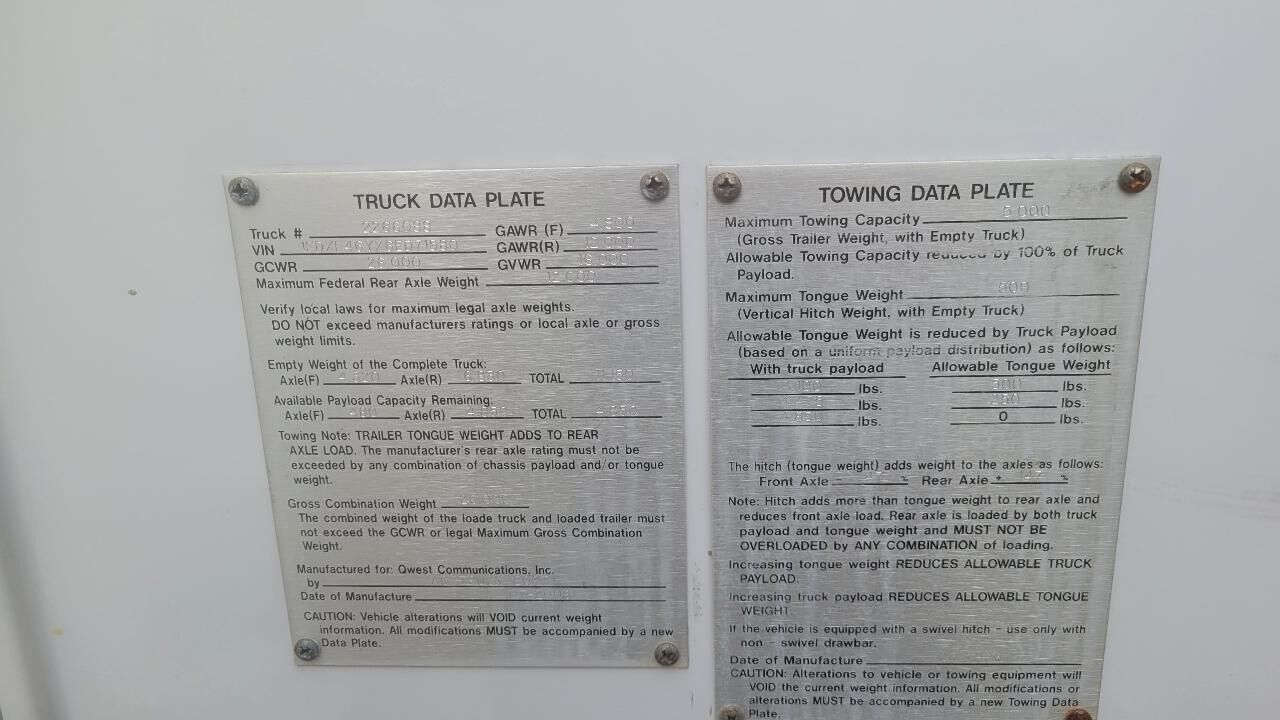 TRUCK DATA PLATE
Truck # 2286088 GAWR (F)
VIN GAWR(R) 12,000
GCWR 26,000 GVWR
Maximum Federal Rear Axle Weight 12,000
Verify local laws for maximum legal axle weights.
DO NOT exceed manufacturers ratings or local axle or gross
weight limits.
Empty Weight of the Complete Truck:
Axle(F) Axle(R) TOTAL
Available Payload Capacity Remaining:
Axle(F) Axle(R) TOTAL
Towing Note: TRAILER TONGUE WEIGHT ADDS TO REAR
AXLE LOAD. The manufacturer's rear axle rating must not be
exceeded by any combination of chassis payload and/or tongue
weight.
Gross Combination Weight
The combined weight of the loade truck and loaded trailer must
not exceed the GCWR or legal Maximum Gross Combination
Weight.
Manufactured for: Qwest Communications, Inc.
by
Date of Manufacture
CAUTION: Vehicle alterations will VOID current weight
information. All modifications MUST be accompanied by a new
Data Plate.
TOWING DATA PLATE
Maximum Towing Capacity 5,000
(Gross Trailer Weight, with Empty Truck)
Allowable Towing Capacity reduced by 100% of Truck
Payload.
Maximum Tongue Weight 500
(Vertical Hitch Weight, with Empty Truck)
Allowable Tongue Weight is reduced by Truck Payload
(based on a uniform payload distribution) as follows:
With truck payload Allowable Tongue Weight
lbs. 500 lbs.
lbs. 250 lbs.
lbs. 0 lbs.
The hitch (tongue weight) adds weight to the axles as follows:
Front Axle - % Rear Axle + %
Note: Hitch adds more than tongue weight to rear axle and
reduces front axle load. Rear axle is loaded by both truck
payload and tongue weight and MUST NOT BE
OVERLOADED by ANY COMBINATION of loading.
Increasing tongue weight REDUCES ALLOWABLE TRUCK
PAYLOAD.
Increasing truck payload REDUCES ALLOWABLE TONGUE
WEIGHT.
If the vehicle is equipped with a swivel hitch - use only with
non - swivel drawbar.
Date of Manufacture
CAUTION: Alterations to vehicle or towing equipment will
VOID the current weight information. All modifications or
alterations MUST be accompanied by a new Towing Data
Plate.